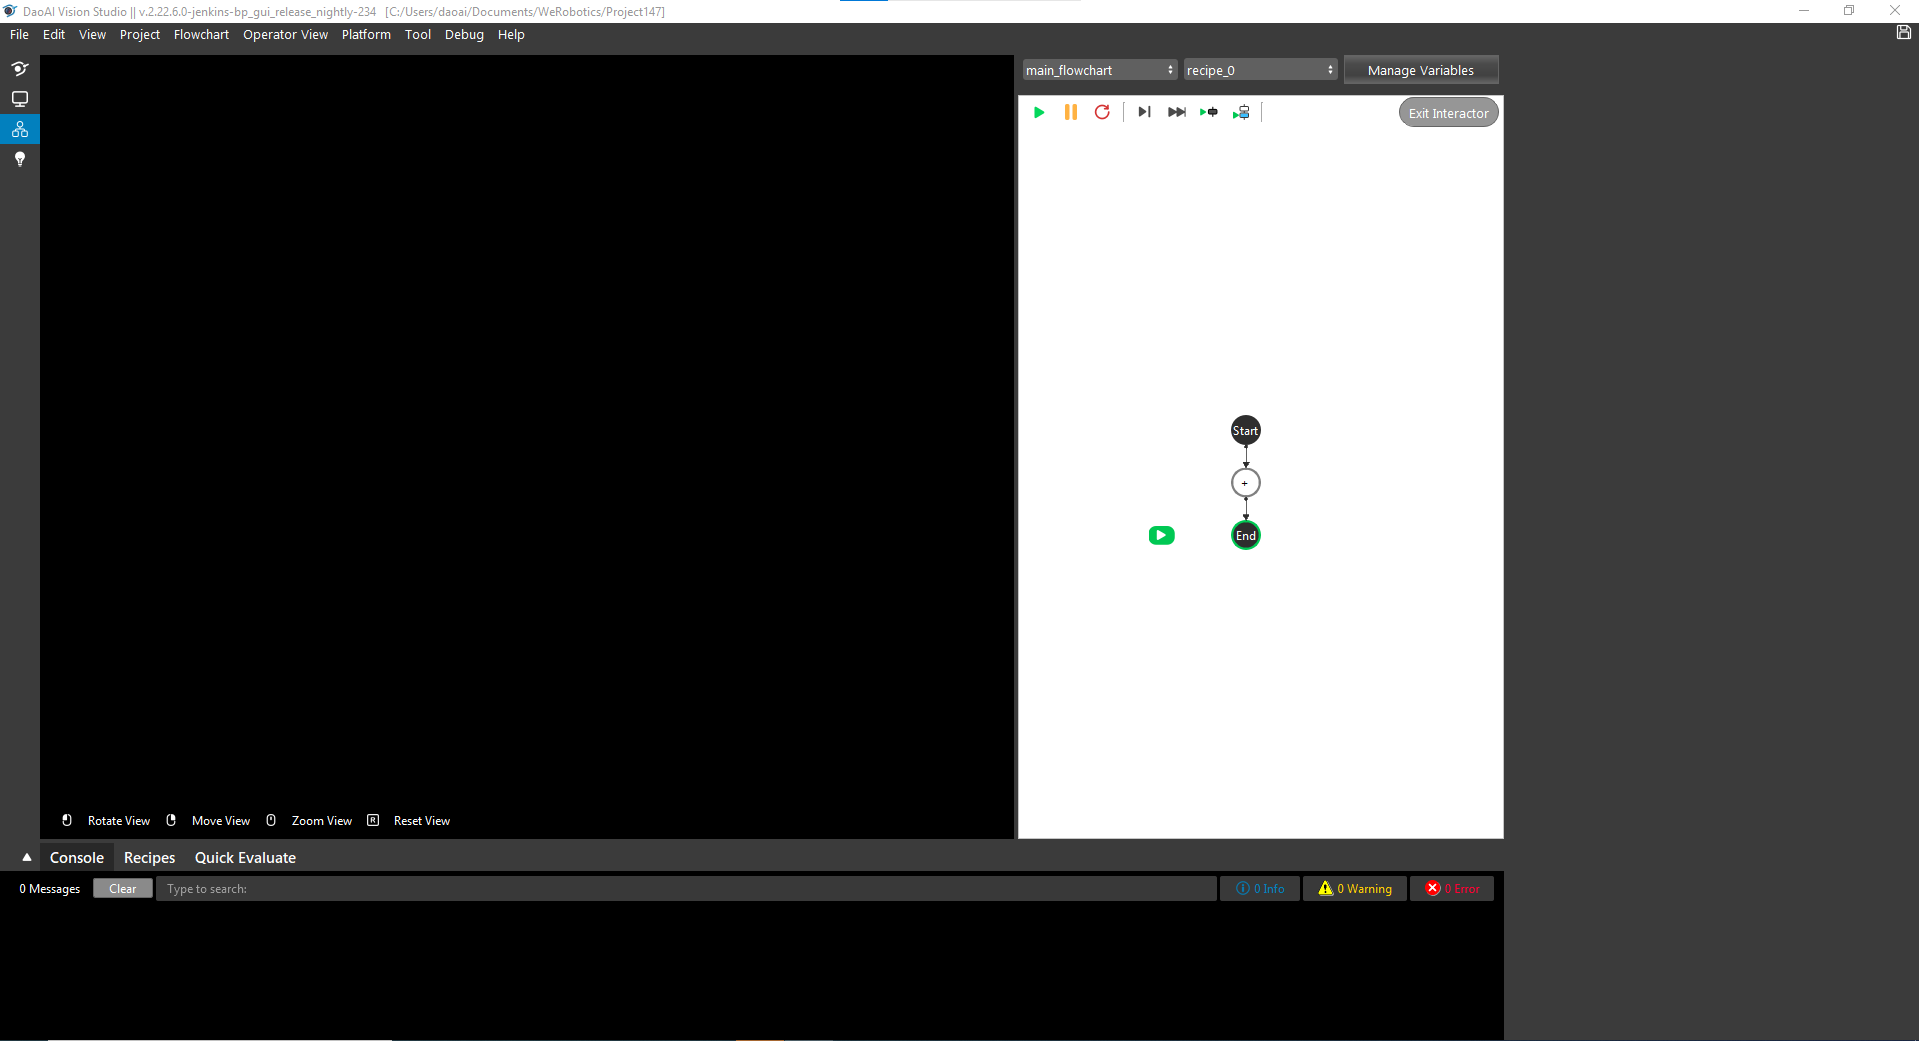 DaoAI Vision Studio || v.2.22.6.0-jenkins-bp_gui_release_nightly-234 [C:/Users/daoai/Documents/WeRobotics/Project147]
File Edit View Project Flowchart Operator View Platform Tool Debug Help
main_flowchart recipe_0 Manage Variables
Exit Interactor
Start
+
End
Rotate View Move View Zoom View R Reset View
Console Recipes Quick Evaluate
0 Messages Clear Type to search: 0 Info 0 Warning 0 Error